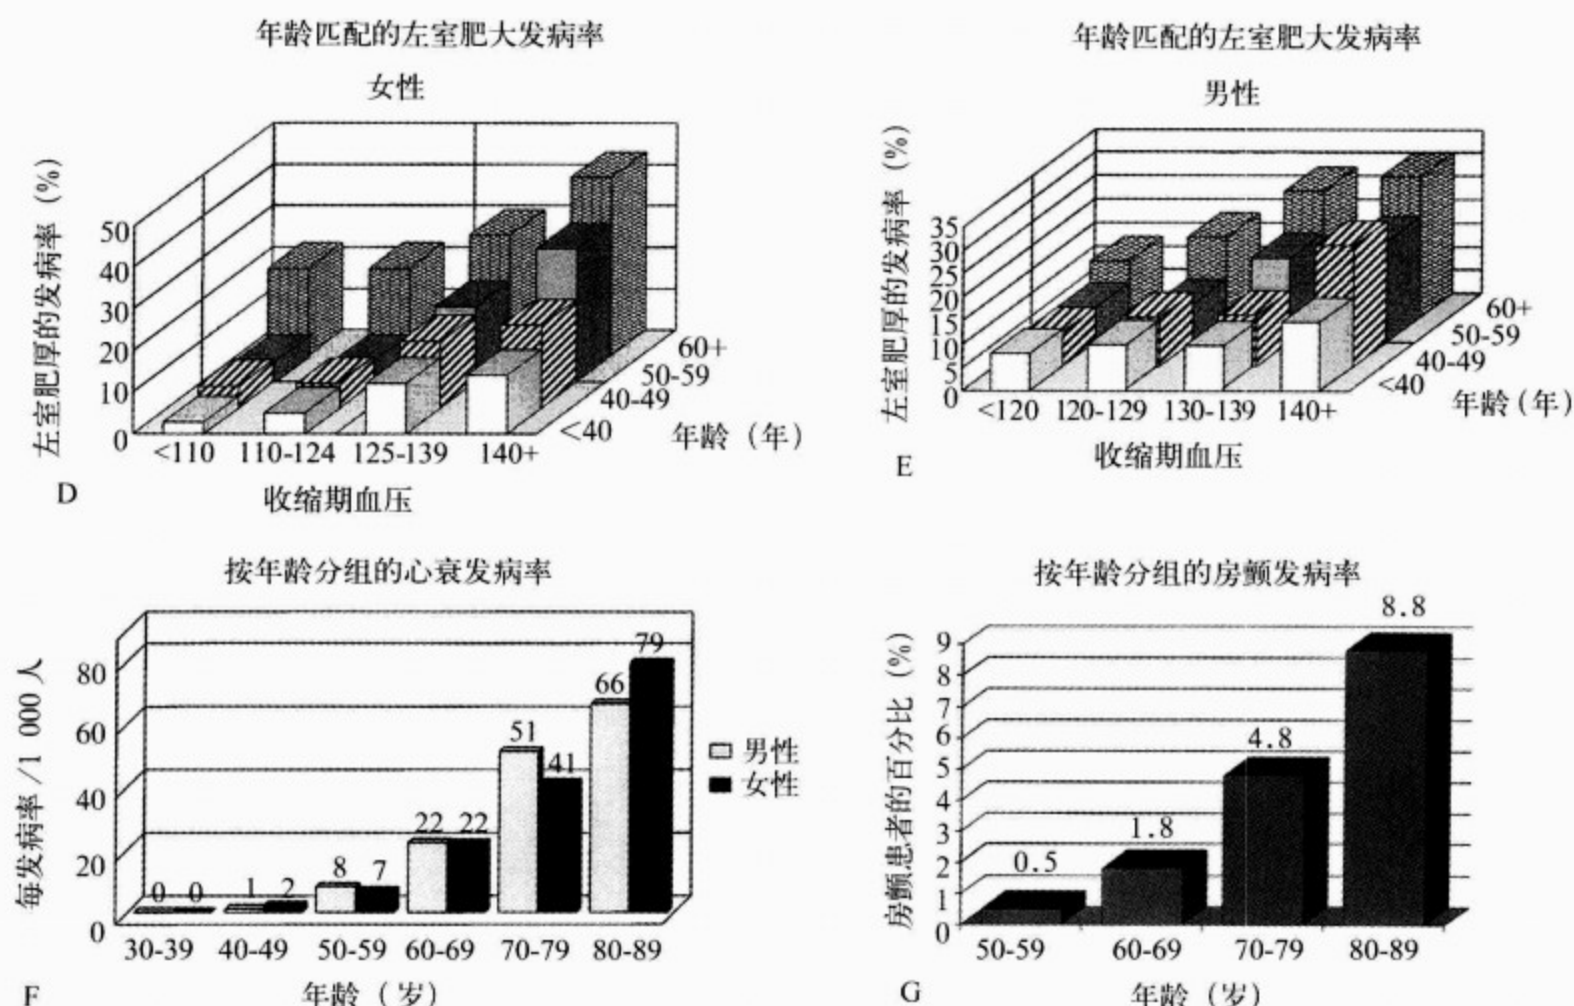 年龄匹配的左室肥大发病率
女性
左室肥厚的发病率（%）
50
40
30
20
10
0
<110 110-124 125-139 140+
<40
40-49
50-59
60+
年龄（年）
收缩期血压
D
年龄匹配的左室肥大发病率
男性
左室肥厚的发病率（%）
35
30
25
20
15
10
5
0
<120 120-129 130-139 140+
<40
40-49
50-59
60+
年龄（年）
收缩期血压
E
按年龄分组的心衰发病率
每发病率/1 000人
80
60
40
20
0
0 0 1 2 8 7 22 22 51 41 66 79
男性
女性
30-39 40-49 50-59 60-69 70-79 80-89
年龄（岁）
F
按年龄分组的房颤发病率
房颤患者的百分比（%）
9
8
7
6
5
4
3
2
1
0
0.5 1.8 4.8 8.8
50-59 60-69 70-79 80-89
年龄（岁）
G